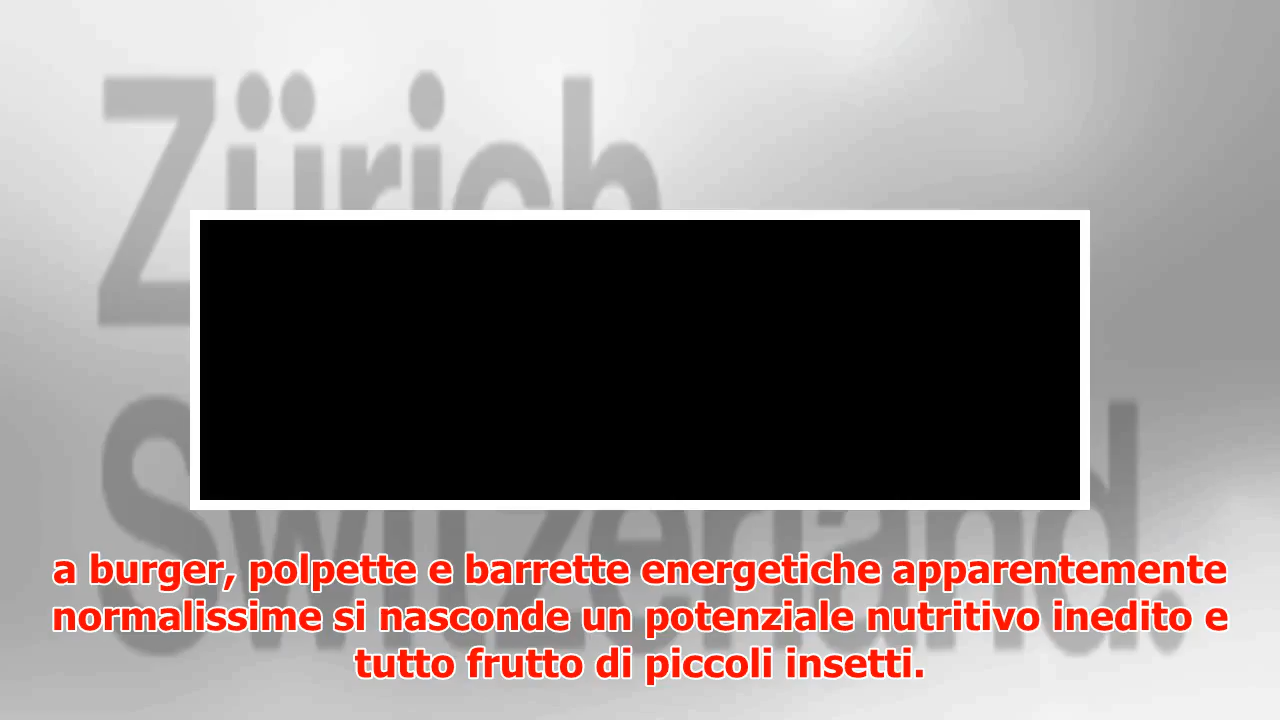 Zürich
Switzerland.
a burger, polpette e barrette energetiche apparentemente
normalissime si nasconde un potenziale nutritivo inedito e
tutto frutto di piccoli insetti.